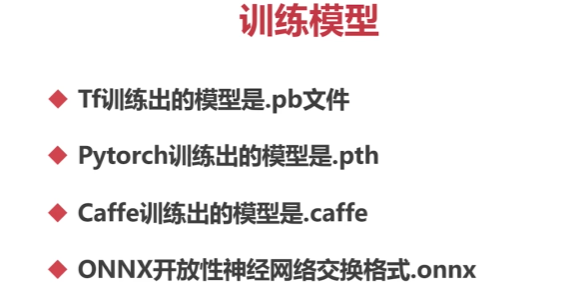 训练模型
Tf训练出的模型是.pb文件
Pytorch训练出的模型是.pth
Caffe训练出的模型是.caffe
ONNX开放性神经网络交换格式.onnx